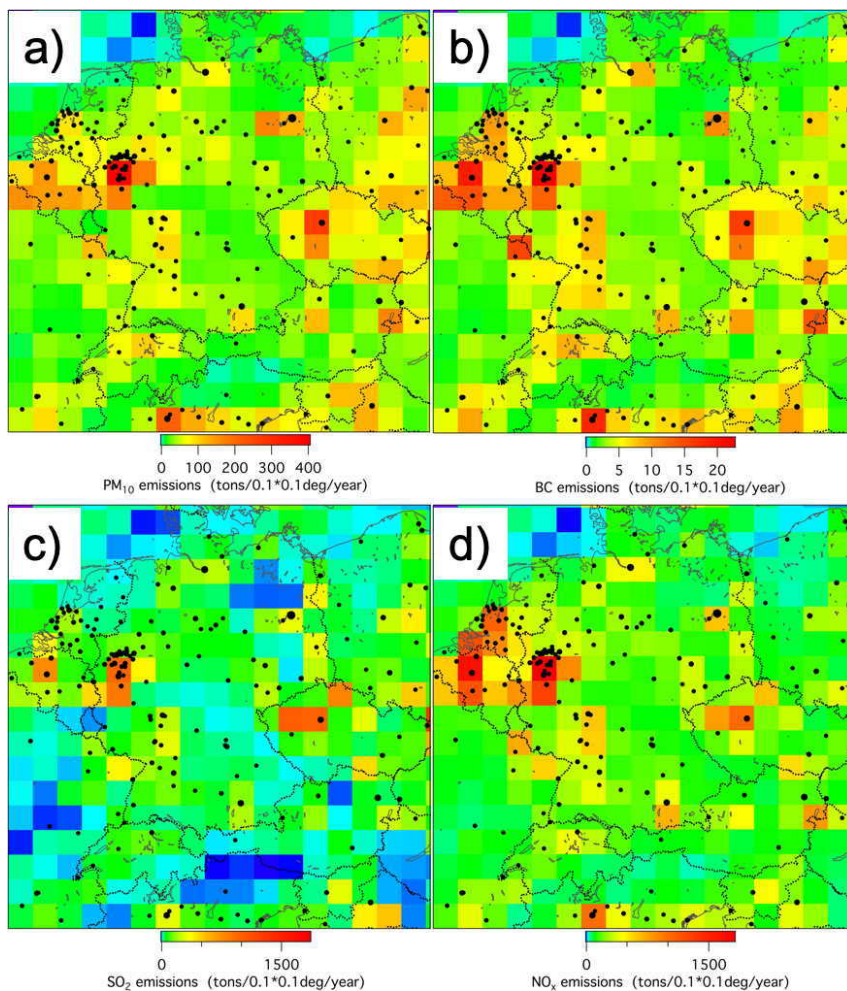 a)
b)
0 100 200 300 400
PM₁₀ emissions (tons/0.1*0.1deg/year)
0 5 10 15 20
BC emissions (tons/0.1*0.1deg/year)
c)
d)
0 1500
SO₂ emissions (tons/0.1*0.1deg/year)
0 1500
NOₓ emissions (tons/0.1*0.1deg/year)